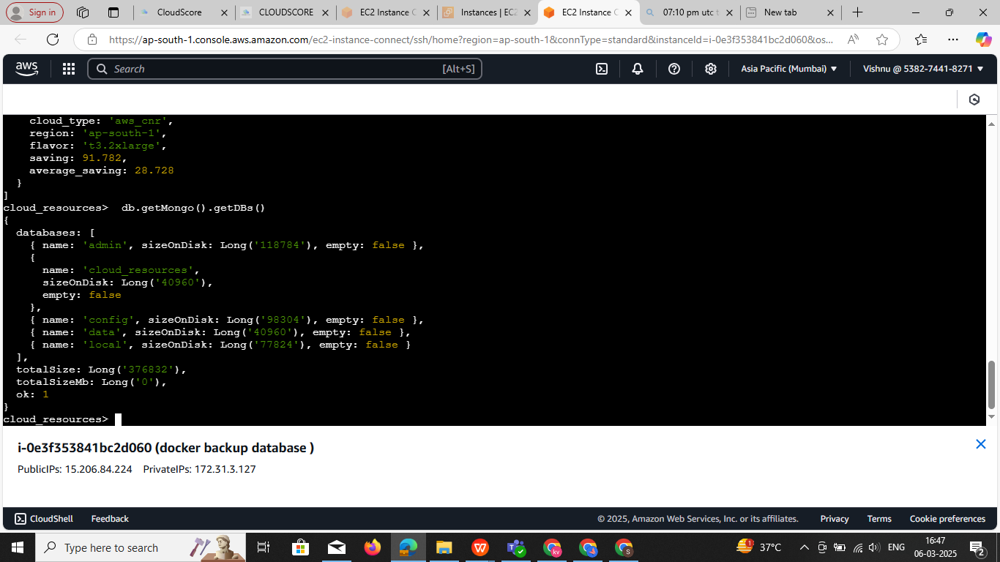 Sign in
CloudScore
CLOUDSCORE
EC2 Instance C
Instances | EC2
EC2 Instance C
07:10 pm utc t
New tab
https://ap-south-1.console.aws.amazon.com/ec2-instance-connect/ssh/home?region=ap-south-1&connType=standard&instanceId=i-0e3f353841bc2d060&os...
aws
Search
[Alt+S]
Asia Pacific (Mumbai)
Vishnu @ 5382-7441-8271
cloud_type: 'aws_cnr',
region: 'ap-south-1',
flavor: 't3.2xlarge',
saving: 91.782,
average_saving: 28.728
}
]
cloud_resources>  db.getMongo().getDBs()
{
databases: [
{ name: 'admin', sizeOnDisk: Long('118784'), empty: false },
{
name: 'cloud_resources',
sizeOnDisk: Long('40960'),
empty: false
},
{ name: 'config', sizeOnDisk: Long('98304'), empty: false },
{ name: 'data', sizeOnDisk: Long('40960'), empty: false },
{ name: 'local', sizeOnDisk: Long('77824'), empty: false }
],
totalSize: Long('376832'),
totalSizeMb: Long('0'),
ok: 1
}
cloud_resources>
i-0e3f353841bc2d060 (docker backup database )
PublicIPs: 15.206.84.224 PrivateIPs: 172.31.3.127
CloudShell
Feedback
© 2025, Amazon Web Services, Inc. or its affiliates.
Privacy
Terms
Cookie preferences
Type here to search
37°C
ENG
16:47
06-03-2025
2